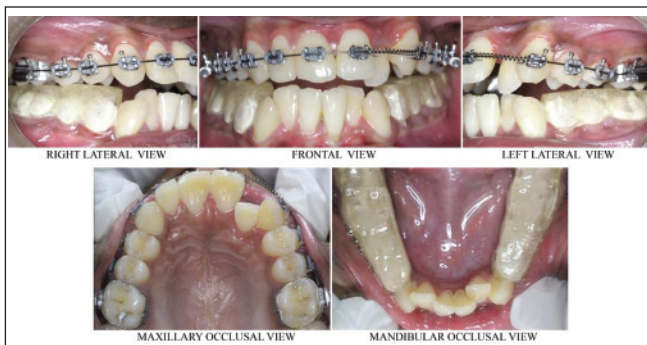 RIGHT LATERAL VIEW
FRONTAL VIEW
LEFT LATERAL VIEW
MAXILLARY OCCLUSAL VIEW
MANDIBULAR OCCLUSAL VIEW